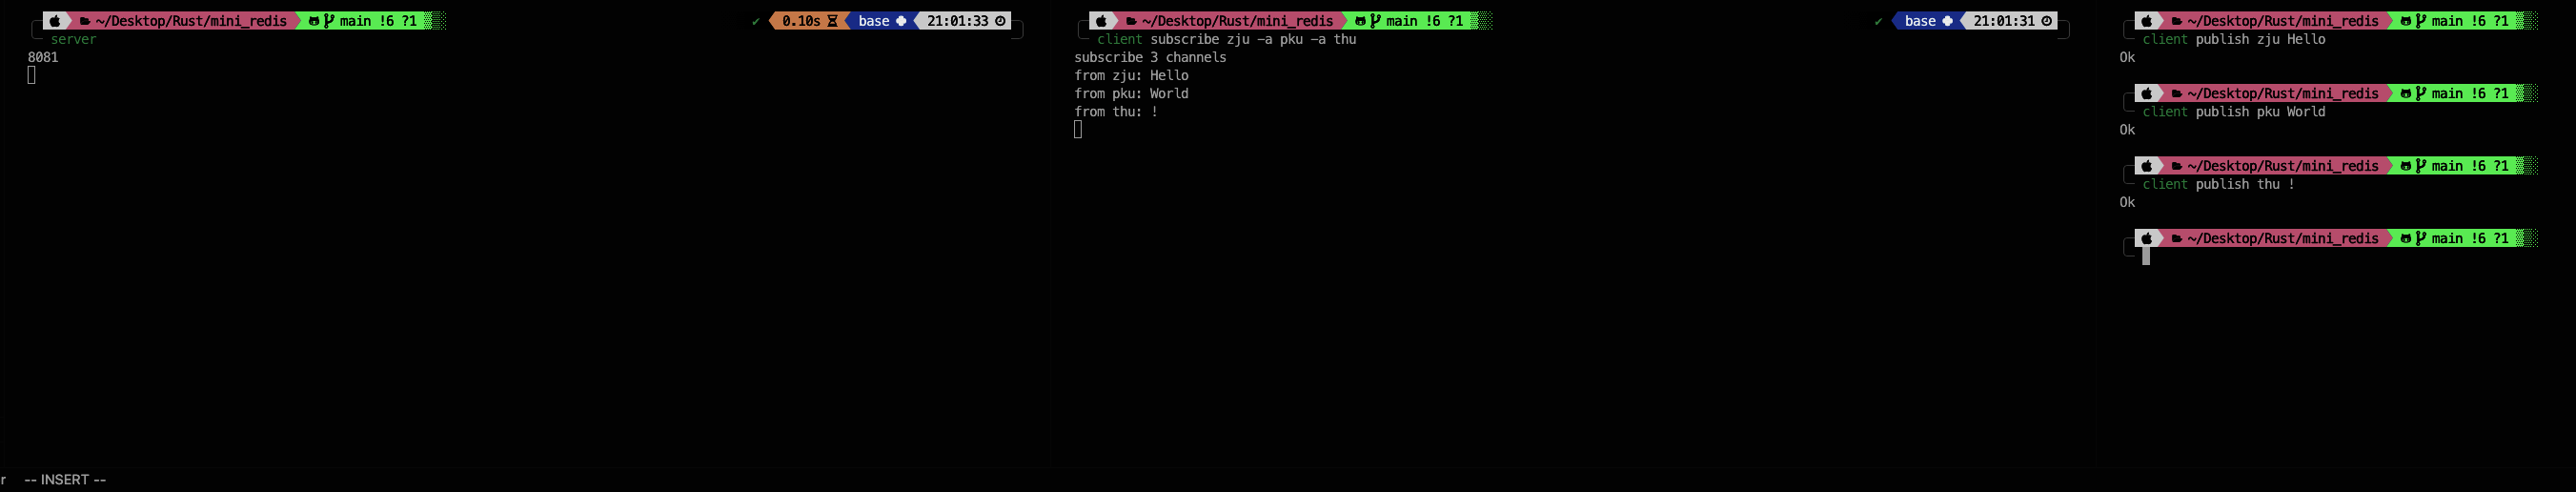 ~/Desktop/Rust/mini_redis main !6 ?1 ✔ 0.10s base 21:01:33
server
8081
~/Desktop/Rust/mini_redis main !6 ?1 ✔ base 21:01:31
client subscribe zju -a pku -a thu
subscribe 3 channels
from zju: Hello
from pku: World
from thu: !
~/Desktop/Rust/mini_redis main !6 ?1
client publish zju Hello
Ok
~/Desktop/Rust/mini_redis main !6 ?1
client publish pku World
Ok
~/Desktop/Rust/mini_redis main !6 ?1
client publish thu !
Ok
~/Desktop/Rust/mini_redis main !6 ?1
r -- INSERT --